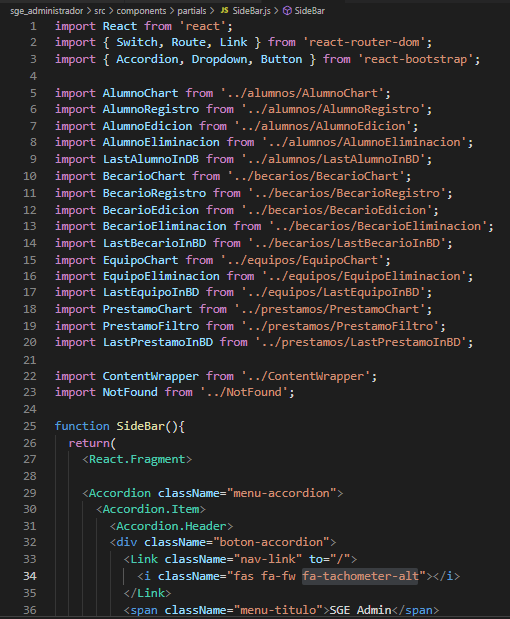 sge_administrador > src > components > partials > JS SideBar.js > SideBar
1 import React from 'react';
2 import { Switch, Route, Link } from 'react-router-dom';
3 import { Accordion, Dropdown, Button } from 'react-bootstrap';
4
5 import AlumnoChart from '../alumnos/AlumnoChart';
6 import AlumnoRegistro from '../alumnos/AlumnoRegistro';
7 import AlumnoEdicion from '../alumnos/AlumnoEdicion';
8 import AlumnoEliminacion from '../alumnos/AlumnoEliminacion';
9 import LastAlumnoInDB from '../alumnos/LastAlumnoInBD';
10 import BecarioChart from '../becarios/BecarioChart';
11 import BecarioRegistro from '../becarios/BecarioRegistro';
12 import BecarioEdicion from '../becarios/BecarioEdicion';
13 import BecarioEliminacion from '../becarios/BecarioEliminacion';
14 import LastBecarioInBD from '../becarios/LastBecarioInBD';
15 import EquipoChart from '../equipos/EquipoChart';
16 import EquipoEliminacion from '../equipos/EquipoEliminacion';
17 import LastEquipoInBD from '../equipos/LastEquipoInBD';
18 import PrestamoChart from '../prestamos/PrestamoChart';
19 import PrestamoFiltro from '../prestamos/PrestamoFiltro';
20 import LastPrestamoInBD from '../prestamos/LastPrestamoInBD';
21
22 import ContentWrapper from '../ContentWrapper';
23 import NotFound from '../NotFound';
24
25 function SideBar(){
26 return(
27 <React.Fragment>
28
29 <Accordion className="menu-accordion">
30 <Accordion.Item>
31 <Accordion.Header>
32 <div className="boton-accordion">
33 <Link className="nav-link" to="/">
34 <i className="fas fa-fw fa-tachometer-alt"></i>
35 </Link>
36 <span className="menu-titulo">SGE Admin</span>